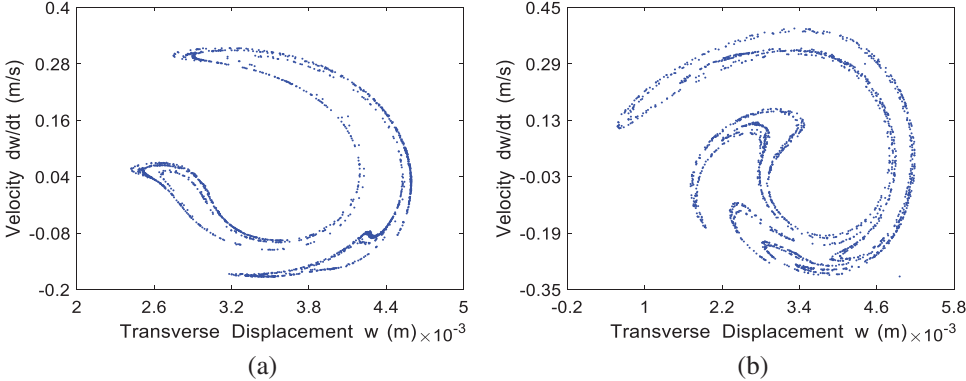 0.4
0.28
0.16
0.04
-0.08
-0.2
Velocity dw/dt (m/s)
2 2.6 3.2 3.8 4.4 5
Transverse Displacement w (m) ×10⁻³
(a)
0.45
0.29
0.13
-0.03
-0.19
-0.35
Velocity dw/dt (m/s)
-0.2 1 2.2 3.4 4.6 5.8
Transverse Displacement w (m) ×10⁻³
(b)